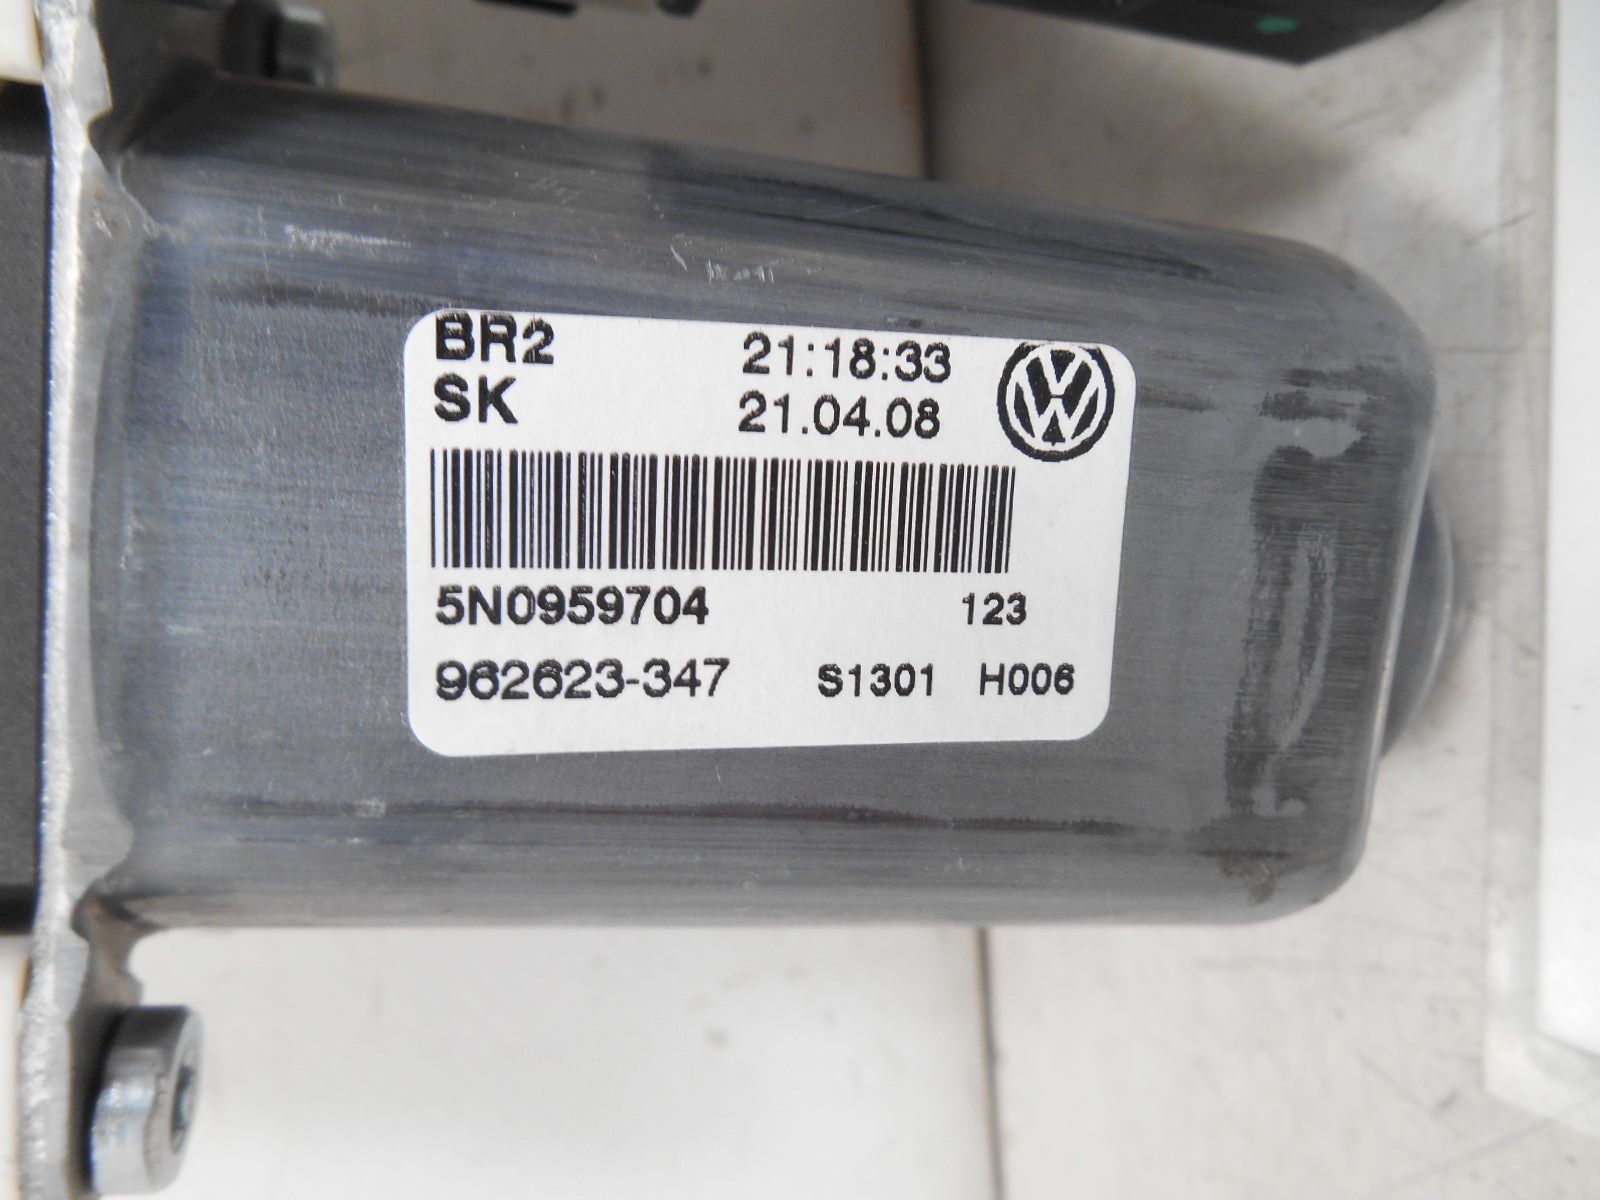 BR2 21:18:33
SK 21.04.08
5N0959704 123
962623-347 S1301 H006